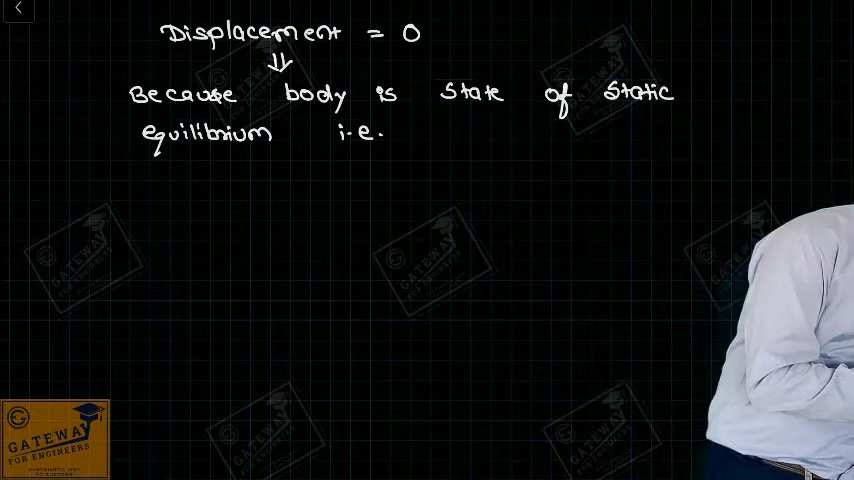 Displacement = 0
⇓
Because body is state of static
equilibrium i.e.
GATEWAY
FOR ENGINEERS